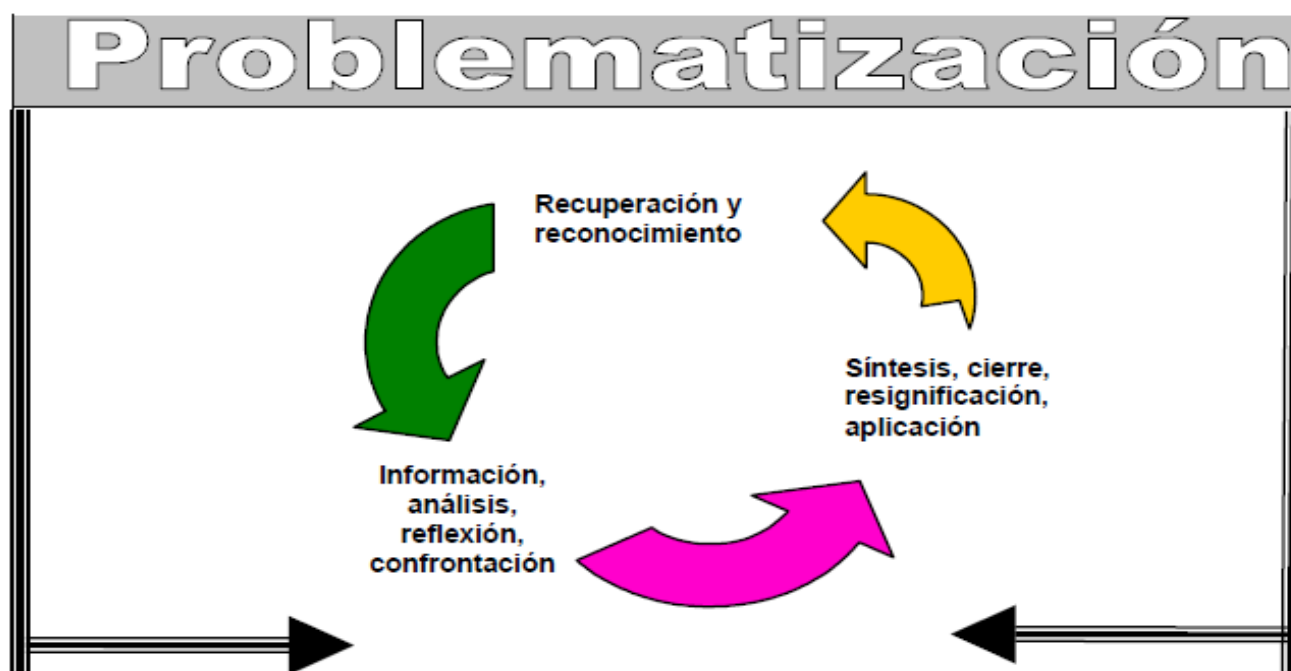 Problematización
Recuperación y
reconocimiento
Síntesis, cierre,
resignificación,
aplicación
Información,
análisis,
reflexión,
confrontación